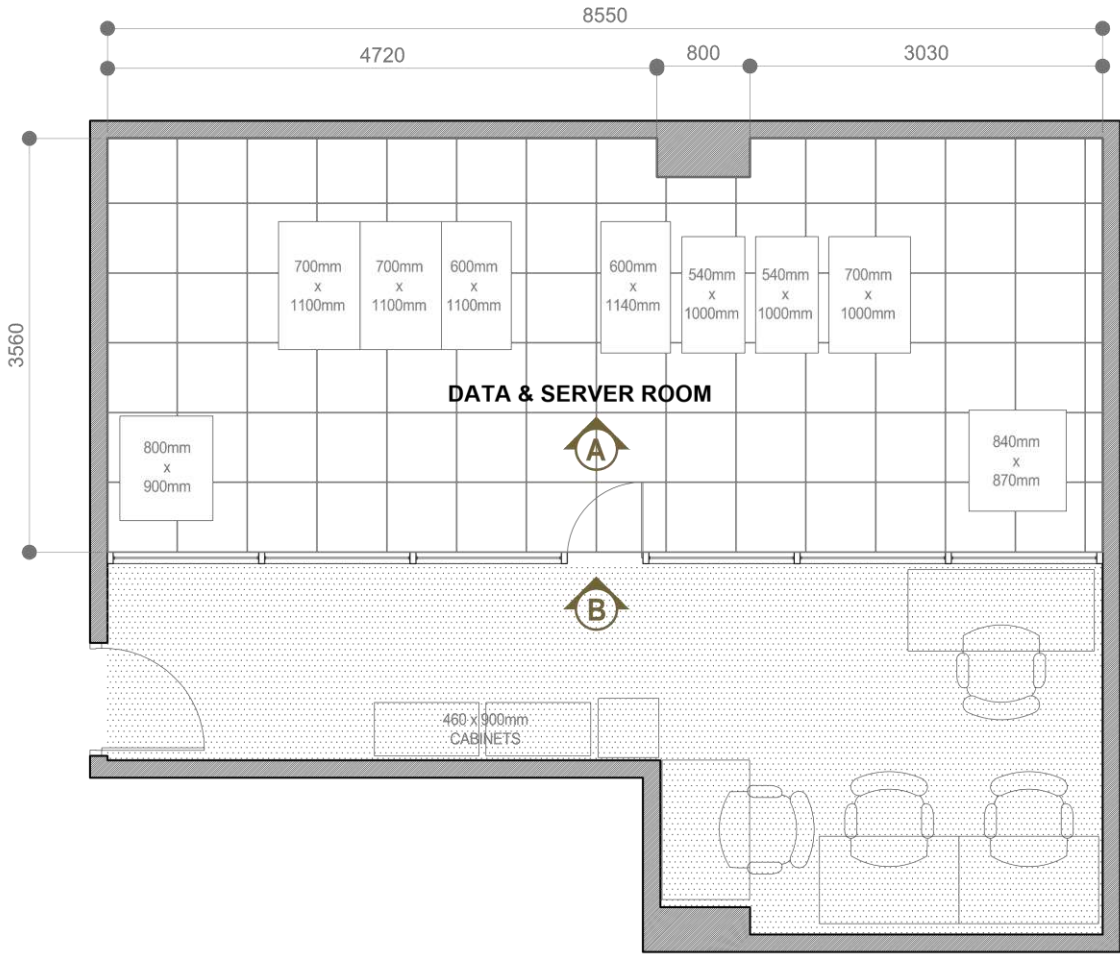 8550
4720
800
3030
3560
700mm
x
1100mm
700mm
x
1100mm
600mm
x
1100mm
600mm
x
1140mm
540mm
x
1000mm
540mm
x
1000mm
700mm
x
1000mm
DATA & SERVER ROOM
A
800mm
x
900mm
840mm
x
870mm
B
460 x 900mm
CABINETS